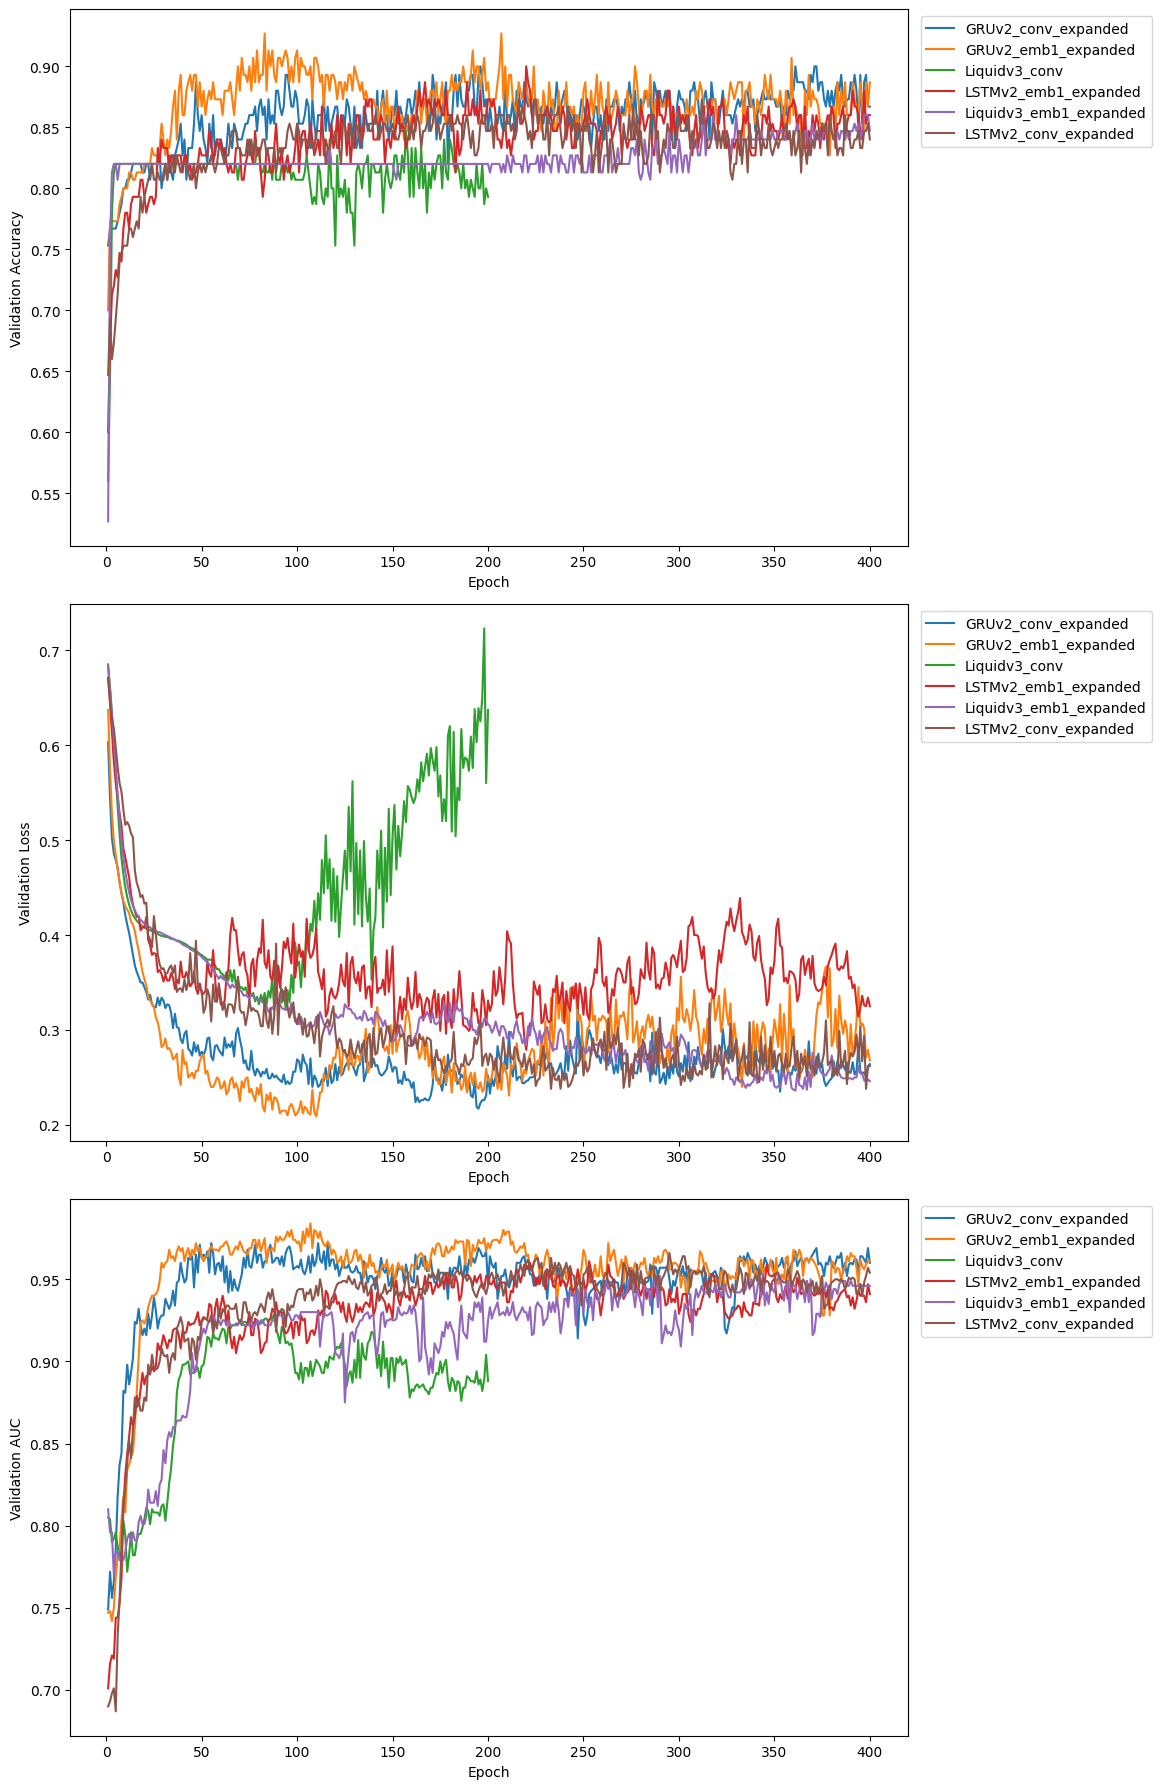 0.90
0.85
0.80
0.75
0.70
0.65
0.60
0.55
Validation Accuracy
0 50 100 150 200 250 300 350 400
Epoch
GRUv2_conv_expanded
GRUv2_emb1_expanded
Liquidv3_conv
LSTMv2_emb1_expanded
Liquidv3_emb1_expanded
LSTMv2_conv_expanded
0.7
0.6
0.5
0.4
0.3
0.2
Validation Loss
0 50 100 150 200 250 300 350 400
Epoch
GRUv2_conv_expanded
GRUv2_emb1_expanded
Liquidv3_conv
LSTMv2_emb1_expanded
Liquidv3_emb1_expanded
LSTMv2_conv_expanded
0.95
0.90
0.85
0.80
0.75
0.70
Validation AUC
0 50 100 150 200 250 300 350 400
Epoch
GRUv2_conv_expanded
GRUv2_emb1_expanded
Liquidv3_conv
LSTMv2_emb1_expanded
Liquidv3_emb1_expanded
LSTMv2_conv_expanded